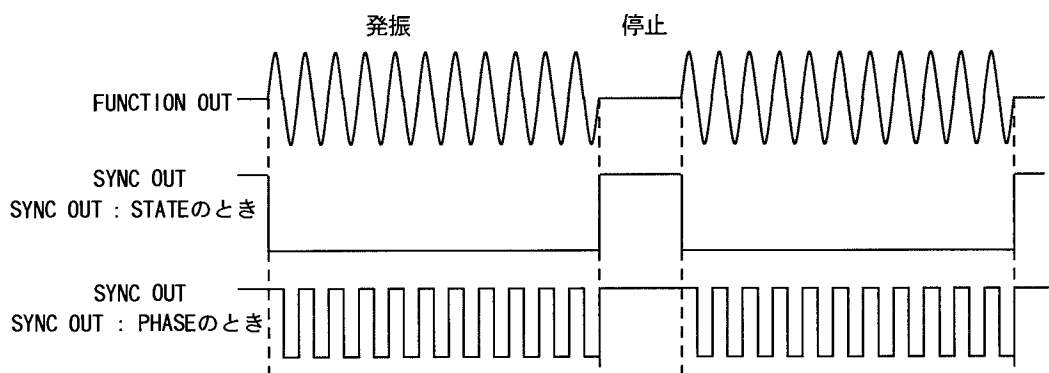 発振
停止
FUNCTION OUT
SYNC OUT
SYNC OUT : STATEのとき
SYNC OUT
SYNC OUT : PHASEのとき